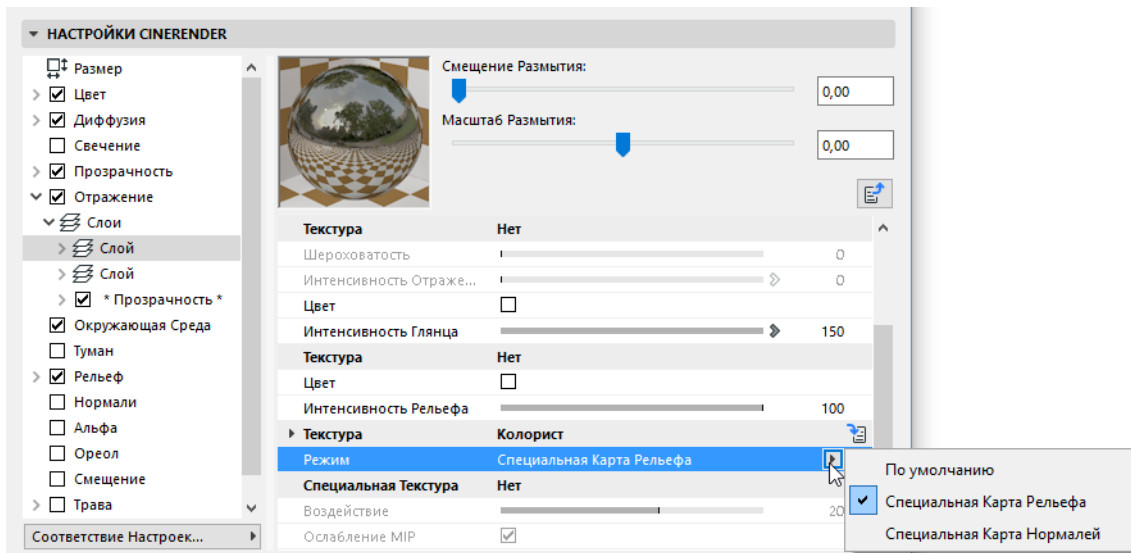 НАСТРОЙКИ CINERENDER
Размер
Цвет
Диффузия
Свечение
Прозрачность
Отражение
Слои
Слой
Слой
* Прозрачность *
Окружающая Среда
Туман
Рельеф
Нормали
Альфа
Ореол
Смещение
Трава
Соответствие Настроек...
Смещение Размытия:
0,00
Масштаб Размытия:
0,00
Текстура Нет
Шероховатость 0
Интенсивность Отраже... 0
Цвет
Интенсивность Глянца 150
Текстура Нет
Цвет
Интенсивность Рельефа 100
Текстура Колорист
Режим Специальная Карта Рельефа
Специальная Текстура Нет
Воздействие 20
Ослабление MIP
По умолчанию
Специальная Карта Рельефа
Специальная Карта Нормалей